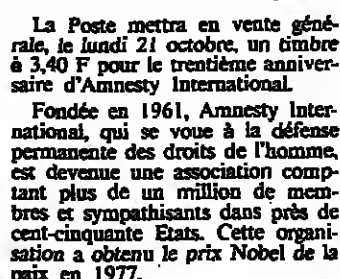 La Poste mettra en vente géné-
rale, le lundi 21 octobre, un timbre
à 3,40 F pour le trentième anniver-
saire d'Amnesty International.
Fondée en 1961, Amnesty Inter-
national, qui se voue à la défense
permanente des droits de l'homme,
est devenue une association comp-
tant plus de un million de mem-
bres et sympathisants dans près de
cent-cinquante Etats. Cette organi-
sation a obtenu le prix Nobel de la
paix en 1977.